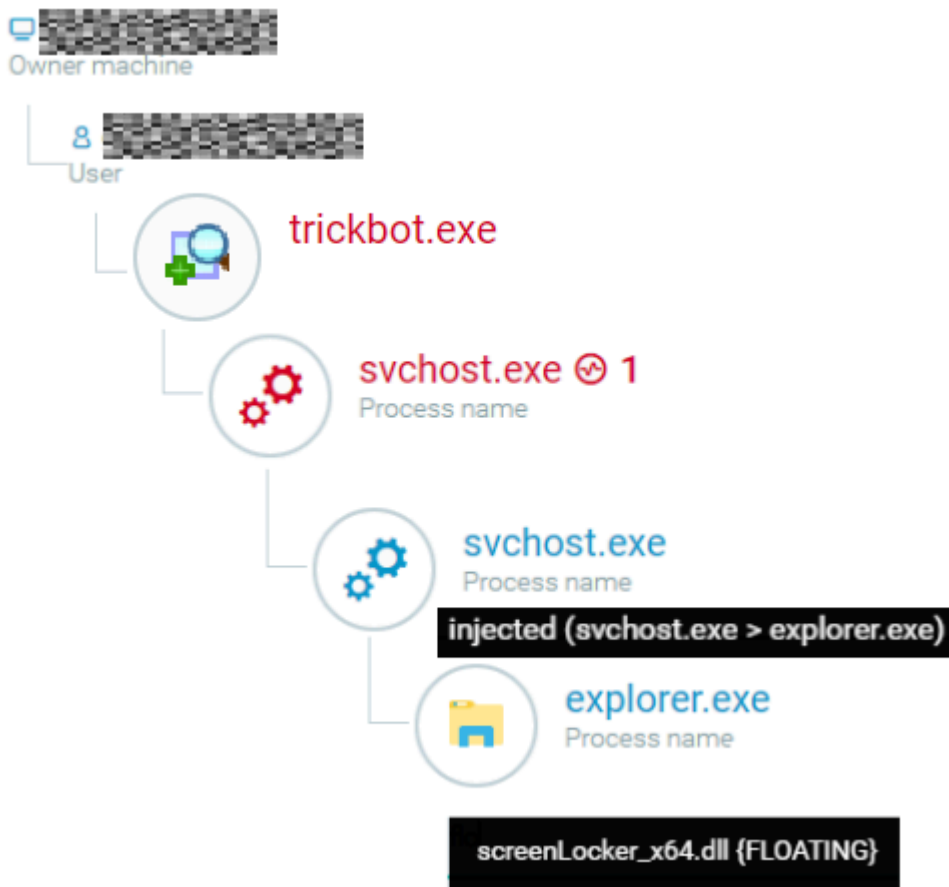 Owner machine
User
trickbot.exe
svchost.exe 1
Process name
svchost.exe
Process name
injected (svchost.exe > explorer.exe)
explorer.exe
Process name
screenLocker_x64.dll {FLOATING}